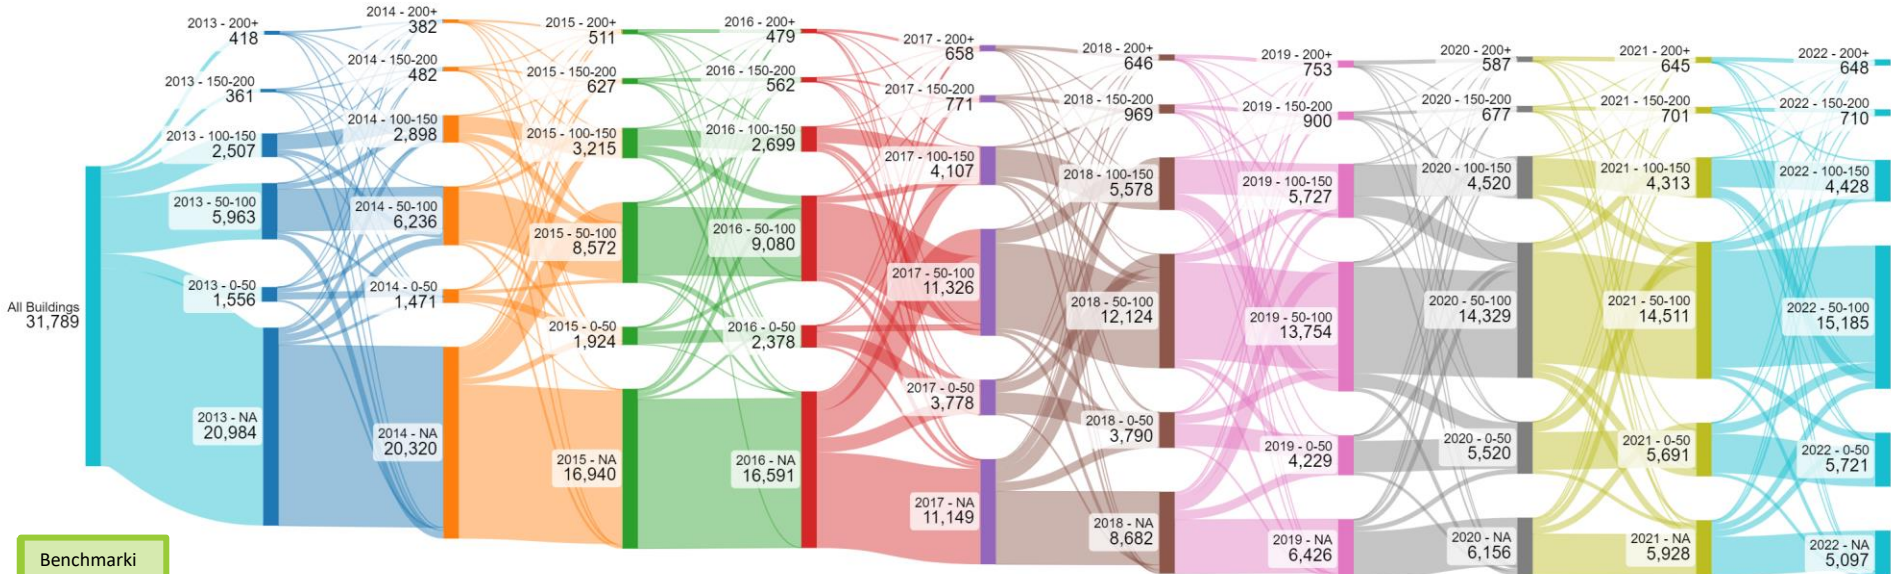 All Buildings
31,789
2013 - 200+
418
2013 - 150-200
361
2013 - 100-150
2,507
2013 - 50-100
5,963
2013 - 0-50
1,556
2013 - NA
20,984
2014 - 200+
382
2014 - 150-200
482
2014 - 100-150
2,898
2014 - 50-100
6,236
2014 - 0-50
1,471
2014 - NA
20,320
2015 - 200+
511
2015 - 150-200
627
2015 - 100-150
3,215
2015 - 50-100
8,572
2015 - 0-50
1,924
2015 - NA
16,940
2016 - 200+
479
2016 - 150-200
562
2016 - 100-150
2,699
2016 - 50-100
9,080
2016 - 0-50
2,378
2016 - NA
16,591
2017 - 200+
658
2017 - 150-200
771
2017 - 100-150
4,107
2017 - 50-100
11,326
2017 - 0-50
3,778
2017 - NA
11,149
2018 - 200+
646
2018 - 150-200
969
2018 - 100-150
5,578
2018 - 50-100
12,124
2018 - 0-50
3,790
2018 - NA
8,682
2019 - 200+
753
2019 - 150-200
900
2019 - 100-150
5,727
2019 - 50-100
13,754
2019 - 0-50
4,229
2019 - NA
6,426
2020 - 200+
587
2020 - 150-200
677
2020 - 100-150
4,520
2020 - 50-100
14,329
2020 - 0-50
5,520
2020 - NA
6,156
2021 - 200+
645
2021 - 150-200
701
2021 - 100-150
4,313
2021 - 50-100
14,511
2021 - 0-50
5,691
2021 - NA
5,928
2022 - 200+
648
2022 - 150-200
710
2022 - 100-150
4,428
2022 - 50-100
15,185
2022 - 0-50
5,721
2022 - NA
5,097
Benchmarki